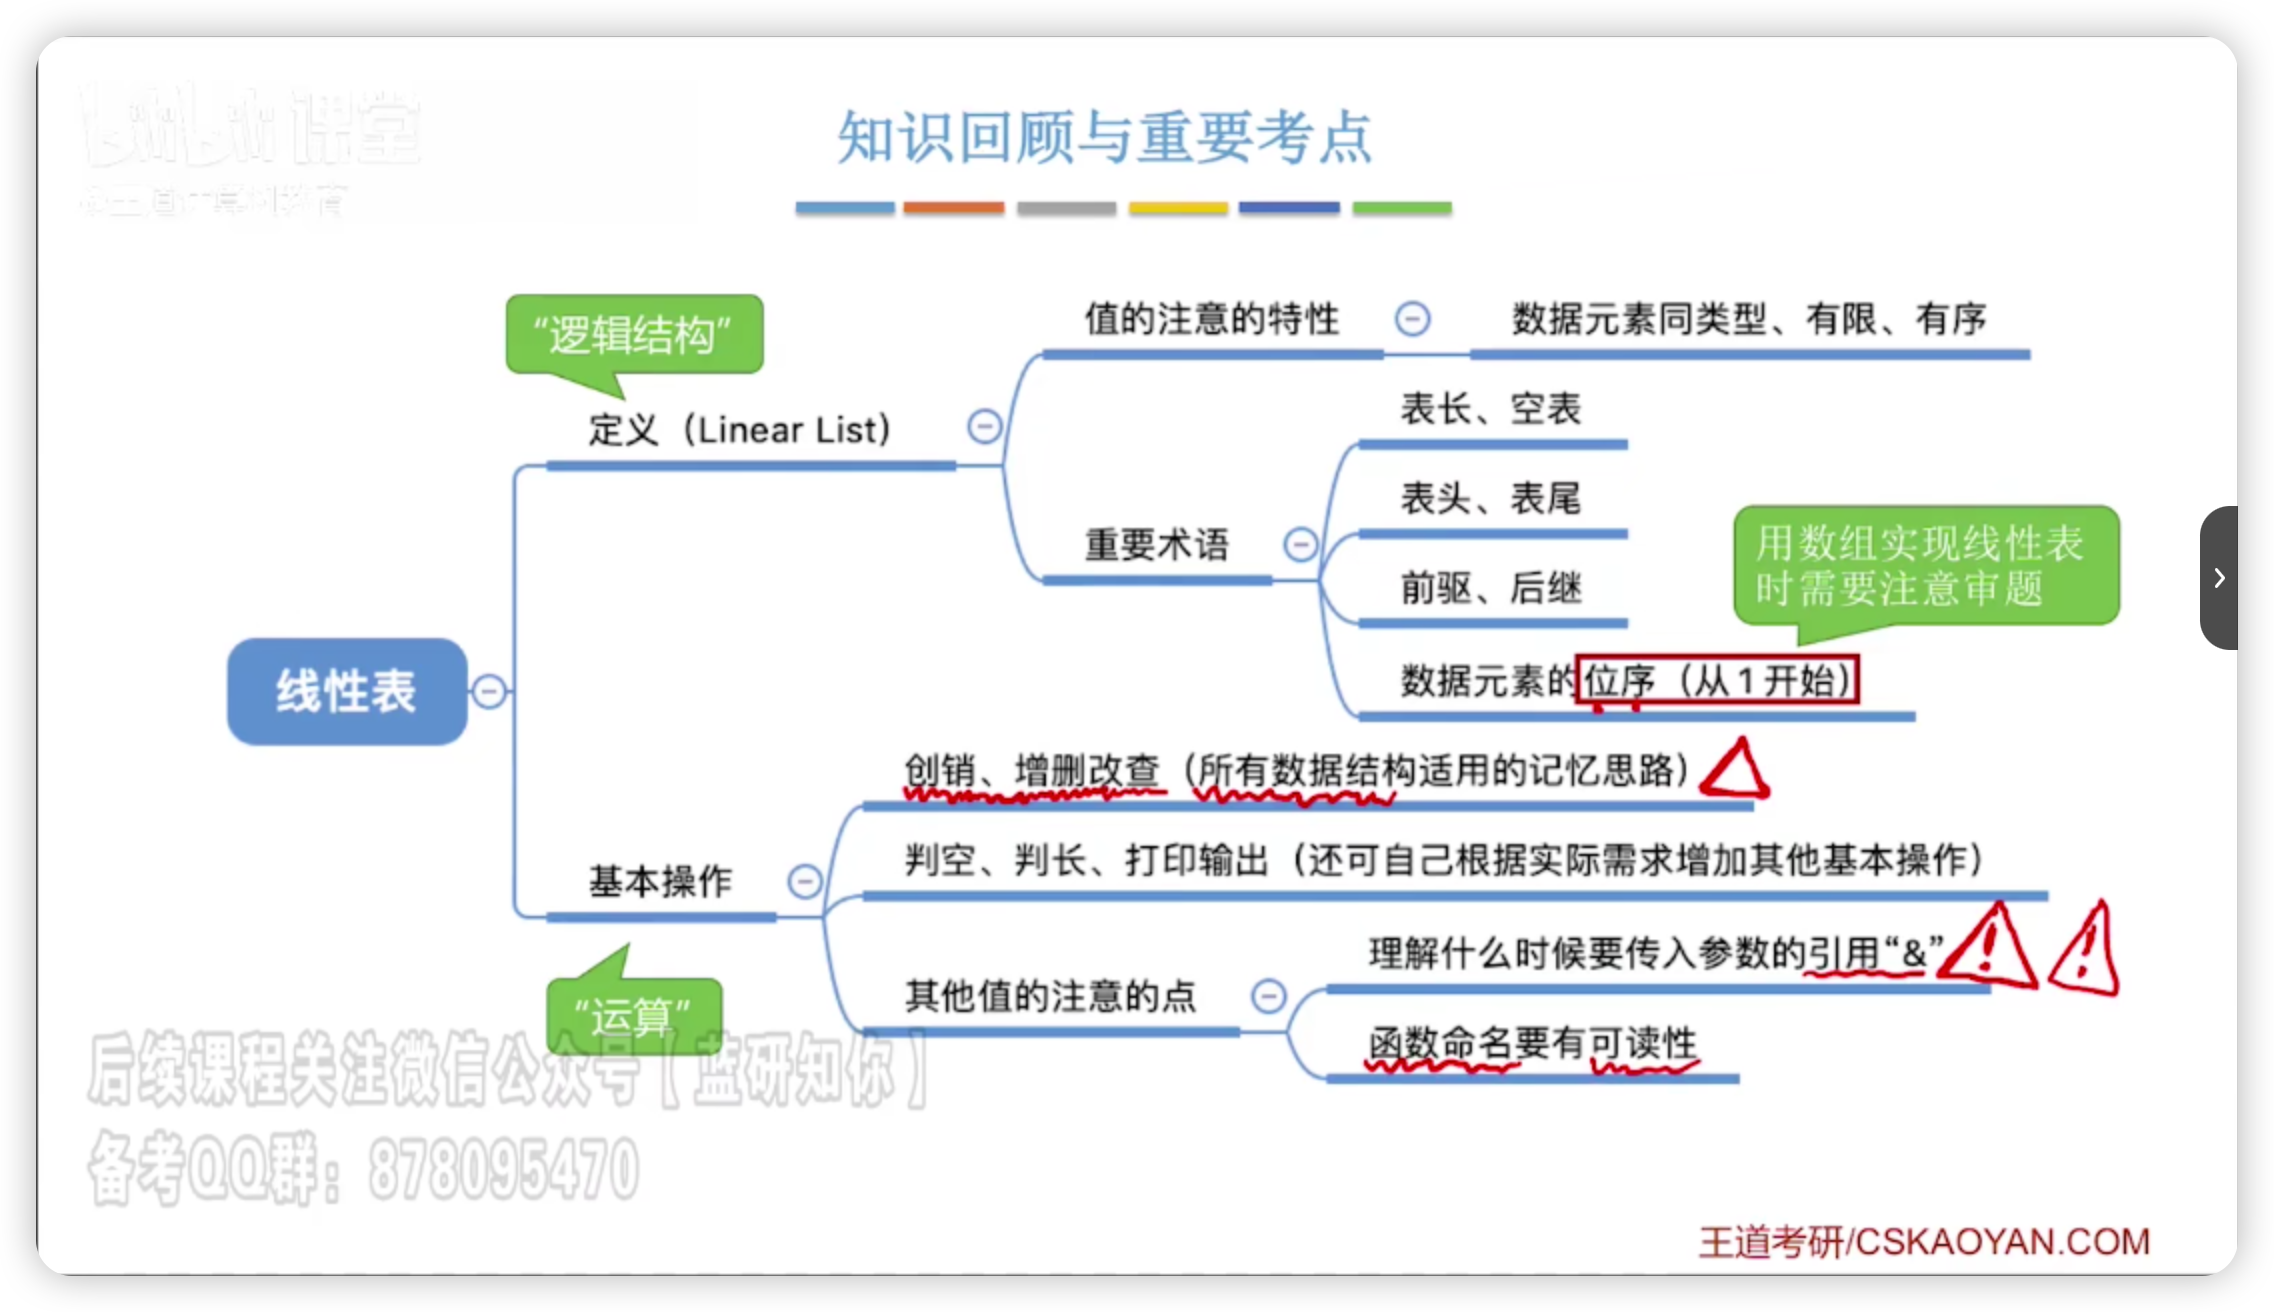 bilibili 课堂
@王道计算机教育
知识回顾与重要考点
“逻辑结构”
值的注意的特性
数据元素同类型、有限、有序
定义（Linear List）
表长、空表
表头、表尾
重要术语
用数组实现线性表
时需要注意审题
前驱、后继
数据元素的位序（从1开始）
线性表
创销、增删改查（所有数据结构适用的记忆思路）
判空、判长、打印输出（还可自己根据实际需求增加其他基本操作）
基本操作
理解什么时候要传入参数的引用“&”
其他值的注意的点
“运算”
函数命名要有可读性
后续课程关注微信公众号【蓝研知你】
备考QQ群：878095470
王道考研/CSKAOYAN.COM